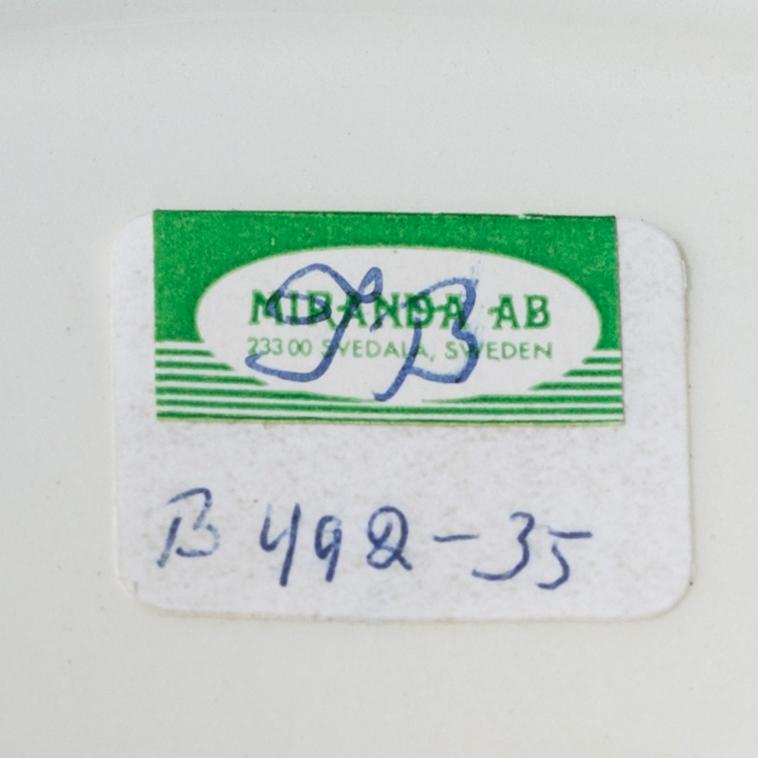 MIRANDA AB
233 00 SVEDALA, SWEDEN
B 492-35